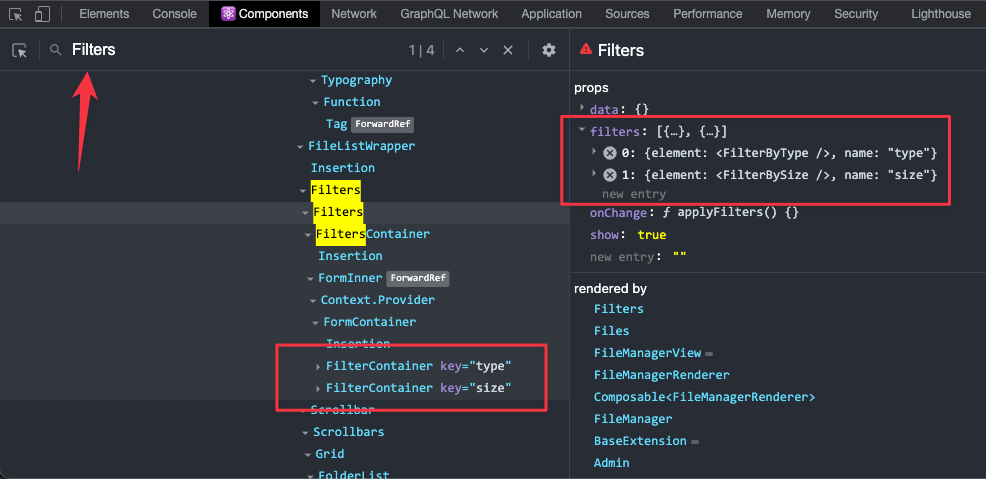 Elements Console Components Network GraphQL Network Application Sources Performance Memory Security Lighthouse
Filters 1|4
Typography
Function
Tag ForwardRef
FileListWrapper
Insertion
Filters
Filters
FiltersContainer
Insertion
FormInner ForwardRef
Context.Provider
FormContainer
Insertion
FilterContainer key="type"
FilterContainer key="size"
Scrollbar
Scrollbars
Grid
FolderList
Filters
props
data: {}
filters: [{…}, {…}]
0: {element: <FilterByType />, name: "type"}
1: {element: <FilterBySize />, name: "size"}
new entry
onChange: ƒ applyFilters() {}
show: true
new entry: ""
rendered by
Filters
Files
FileManagerView
FileManagerRenderer
Composable<FileManagerRenderer>
FileManager
BaseExtension
Admin